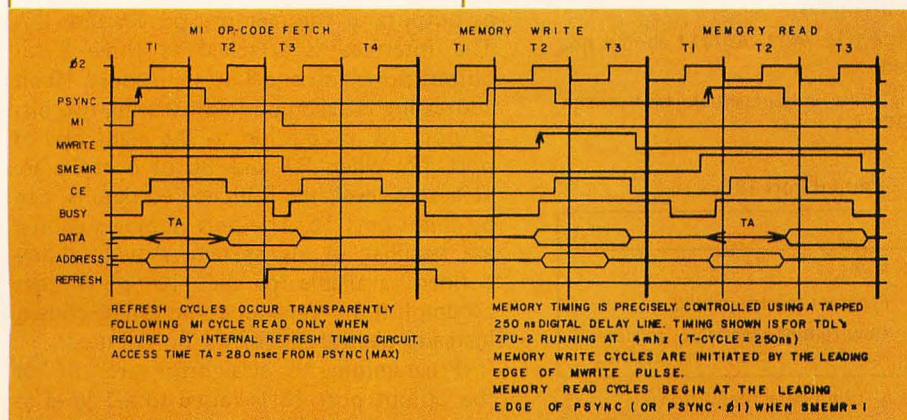 MI OP-CODE FETCH MEMORY WRITE MEMORY READ
T1 T2 T3 T4 T1 T2 T3 T1 T2 T3
ø2
PSYNC
MI
MWRITE
SMEMR
CE
BUSY
TA TA
DATA
ADDRESS
REFRESH
REFRESH CYCLES OCCUR TRANSPARENTLY
FOLLOWING MI CYCLE READ ONLY WHEN
REQUIRED BY INTERNAL REFRESH TIMING CIRCUIT.
ACCESS TIME TA = 280 nsec FROM PSYNC (MAX)
MEMORY TIMING IS PRECISELY CONTROLLED USING A TAPPED
250 ns DIGITAL DELAY LINE. TIMING SHOWN IS FOR TDL's
ZPU-2 RUNNING AT 4mhz (T-CYCLE = 250ns)
MEMORY WRITE CYCLES ARE INITIATED BY THE LEADING
EDGE OF MWRITE PULSE.
MEMORY READ CYCLES BEGIN AT THE LEADING
EDGE OF PSYNC (OR PSYNC · ø1) WHEN SMEMR = 1